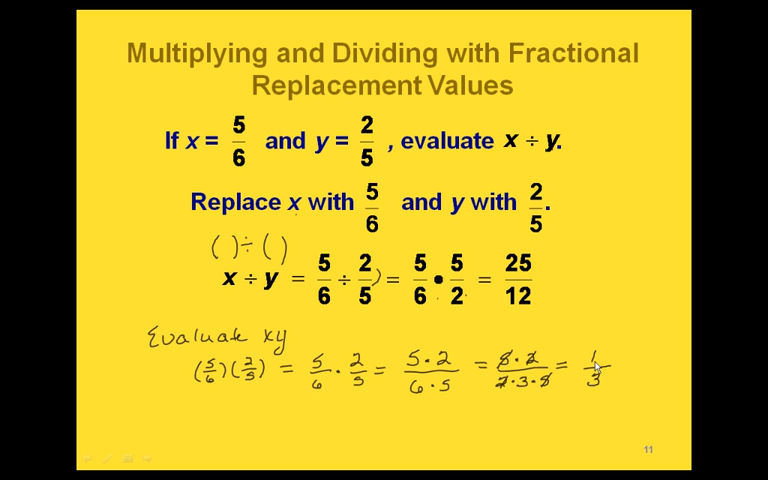 Multiplying and Dividing with Fractional
Replacement Values
If x = 5/6 and y = 2/5 , evaluate x ÷ y.
Replace x with 5/6 and y with 2/5.
( ) ÷ ( )
x ÷ y = 5/6 ÷ 2/5 ) = 5/6 • 5/2 = 25/12
Evaluate xy
(5/6)(2/5) = 5/6 · 2/5 = 5·2/6·5 = 5·2/2·3·5 = 1/3
11